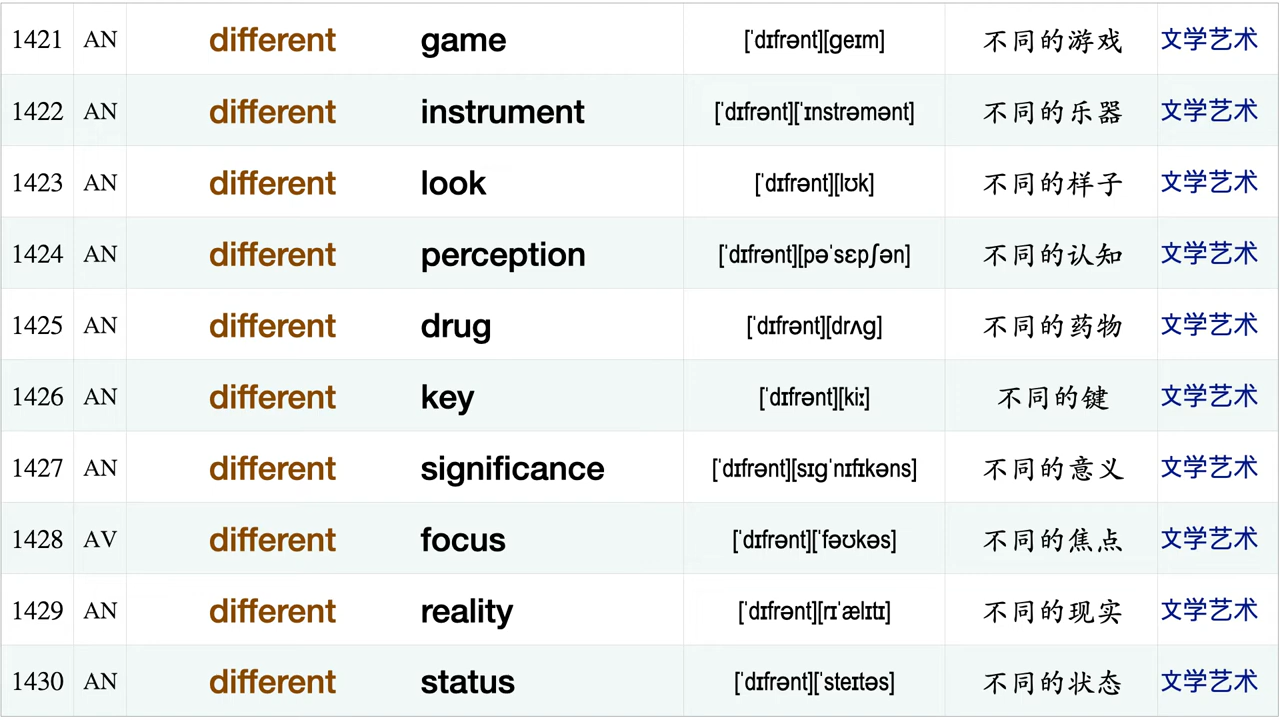 1421 AN different game [ˈdɪfrənt][geɪm] 不同的游戏 文学艺术
1422 AN different instrument [ˈdɪfrənt][ˈɪnstrəmənt] 不同的乐器 文学艺术
1423 AN different look [ˈdɪfrənt][lʊk] 不同的样子 文学艺术
1424 AN different perception [ˈdɪfrənt][pəˈsɛpʃən] 不同的认知 文学艺术
1425 AN different drug [ˈdɪfrənt][drʌg] 不同的药物 文学艺术
1426 AN different key [ˈdɪfrənt][kiː] 不同的键 文学艺术
1427 AN different significance [ˈdɪfrənt][sɪgˈnɪfɪkəns] 不同的意义 文学艺术
1428 AV different focus [ˈdɪfrənt][ˈfəʊkəs] 不同的焦点 文学艺术
1429 AN different reality [ˈdɪfrənt][rɪˈælɪtɪ] 不同的现实 文学艺术
1430 AN different status [ˈdɪfrənt][ˈsteɪtəs] 不同的状态 文学艺术